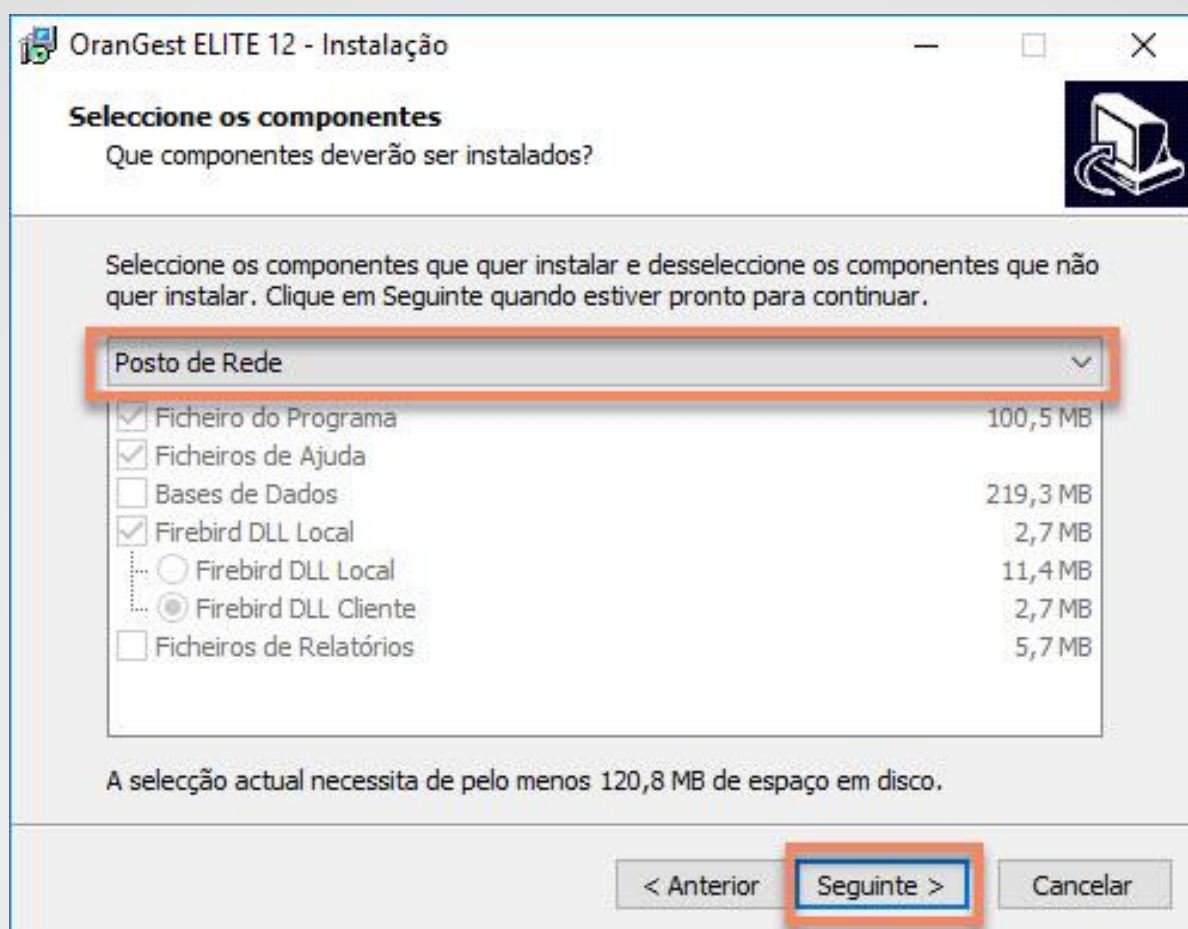 OranGest ELITE 12 - Instalação
Seleccione os componentes
Que componentes deverão ser instalados?
Seleccione os componentes que quer instalar e desseleccione os componentes que não
quer instalar. Clique em Seguinte quando estiver pronto para continuar.
Posto de Rede
Ficheiro do Programa 100,5 MB
Ficheiros de Ajuda
Bases de Dados 219,3 MB
Firebird DLL Local 2,7 MB
Firebird DLL Local 11,4 MB
Firebird DLL Cliente 2,7 MB
Ficheiros de Relatórios 5,7 MB
A selecção actual necessita de pelo menos 120,8 MB de espaço em disco.
< Anterior Seguinte > Cancelar